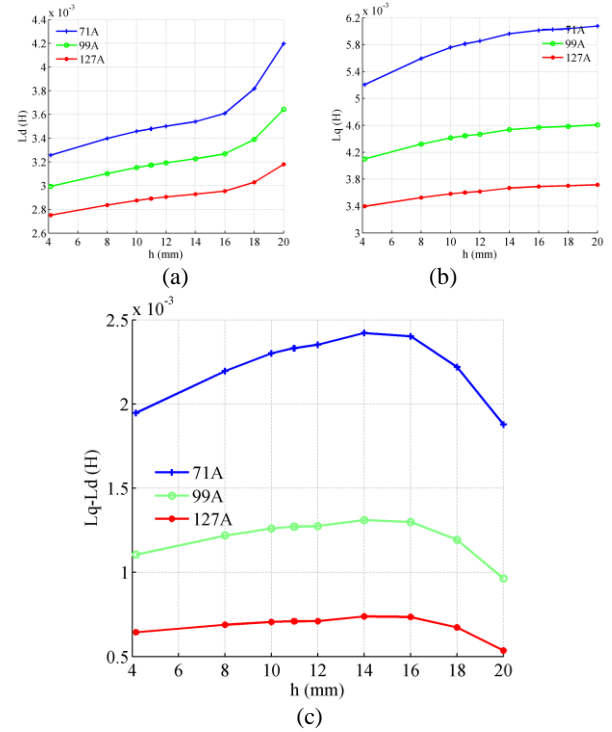 x 10⁻³
4.4
4.2
4
3.8
3.6
3.4
3.2
3
2.8
2.6
Ld (H)
71A
99A
127A
4 6 8 10 12 14 16 18 20
h (mm)
(a)
x 10⁻³
6.2
5.8
5.4
5
4.6
4.2
3.8
3.4
3
Lq (H)
71A
99A
127A
4 6 8 10 12 14 16 18 20
h (mm)
(b)
x 10⁻³
2.5
2
1.5
1
0.5
Lq-Ld (H)
71A
99A
127A
4 6 8 10 12 14 16 18 20
h (mm)
(c)